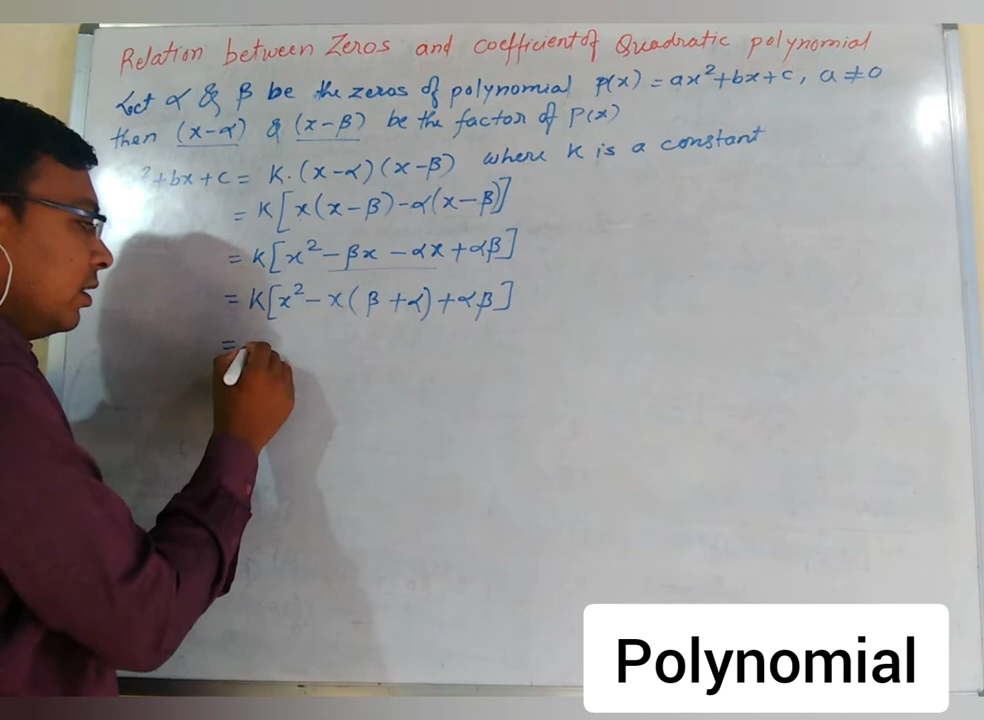 Relation between Zeros and coefficient of Quadratic polynomial
Let α & β be the zeros of polynomial P(x) = ax²+bx+c, a ≠ 0
then (x-α) & (x-β) be the factor of P(x)
²+bx+c = K.(x-α)(x-β) where K is a constant
= K[x(x-β)-α(x-β)]
= K[x²-βx-αx+αβ]
= K[x²-x(β+α)+αβ]
=
Polynomial